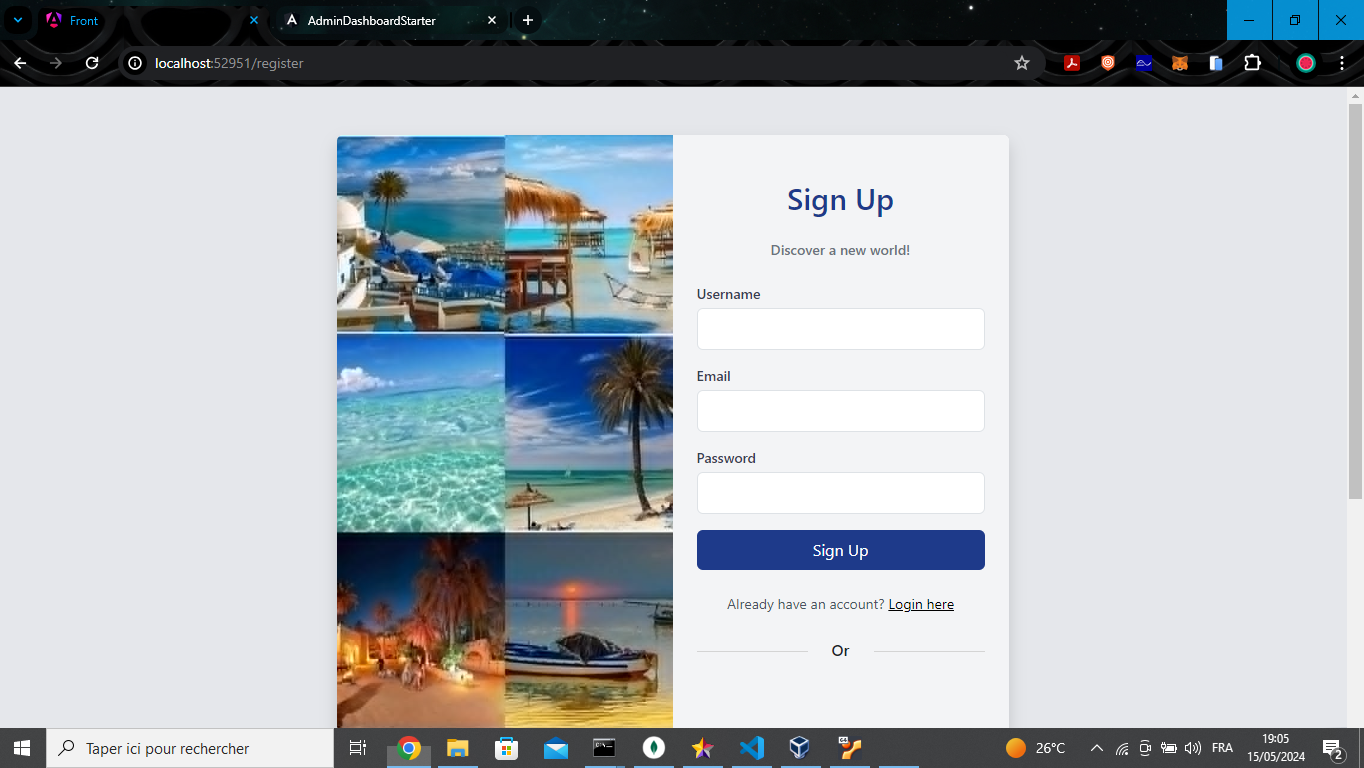 Front
AdminDashboardStarter
localhost:52951/register
Sign Up
Discover a new world!
Username
Email
Password
Sign Up
Already have an account? Login here
Or
Taper ici pour rechercher
26°C
FRA
19:05
15/05/2024
2